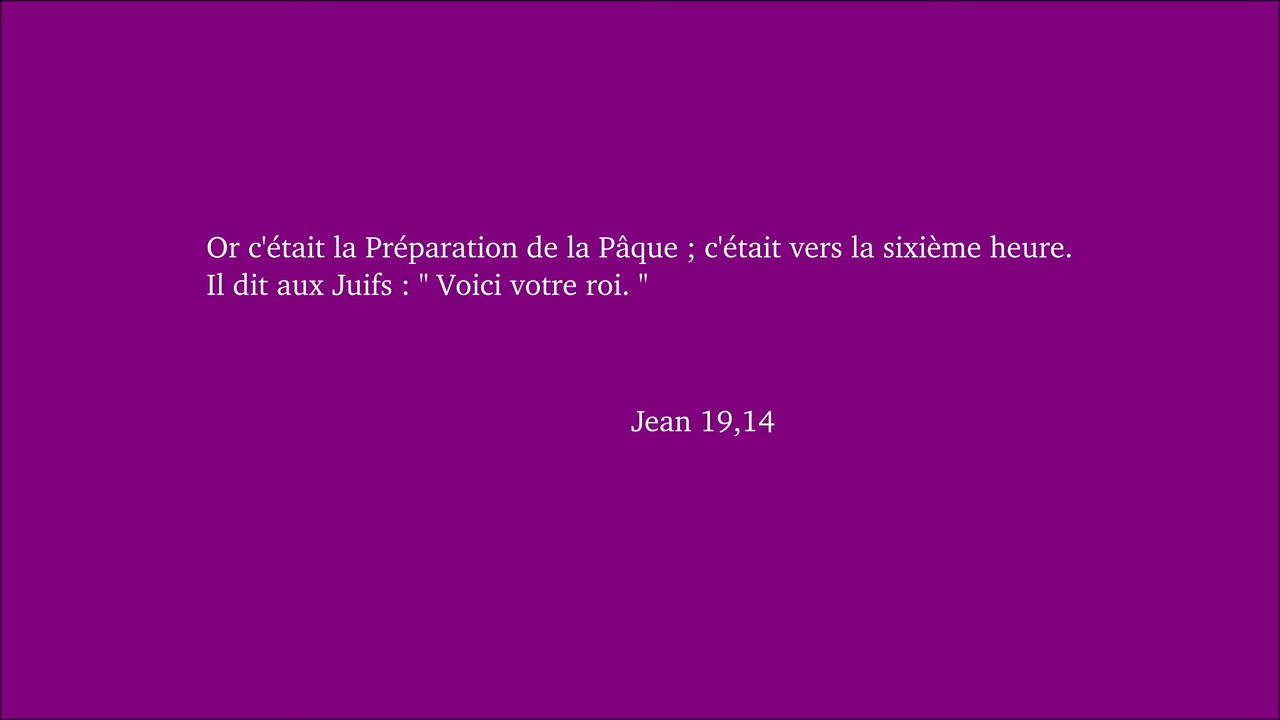 Or c'était la Préparation de la Pâque ; c'était vers la sixième heure.
Il dit aux Juifs : " Voici votre roi. "
Jean 19,14